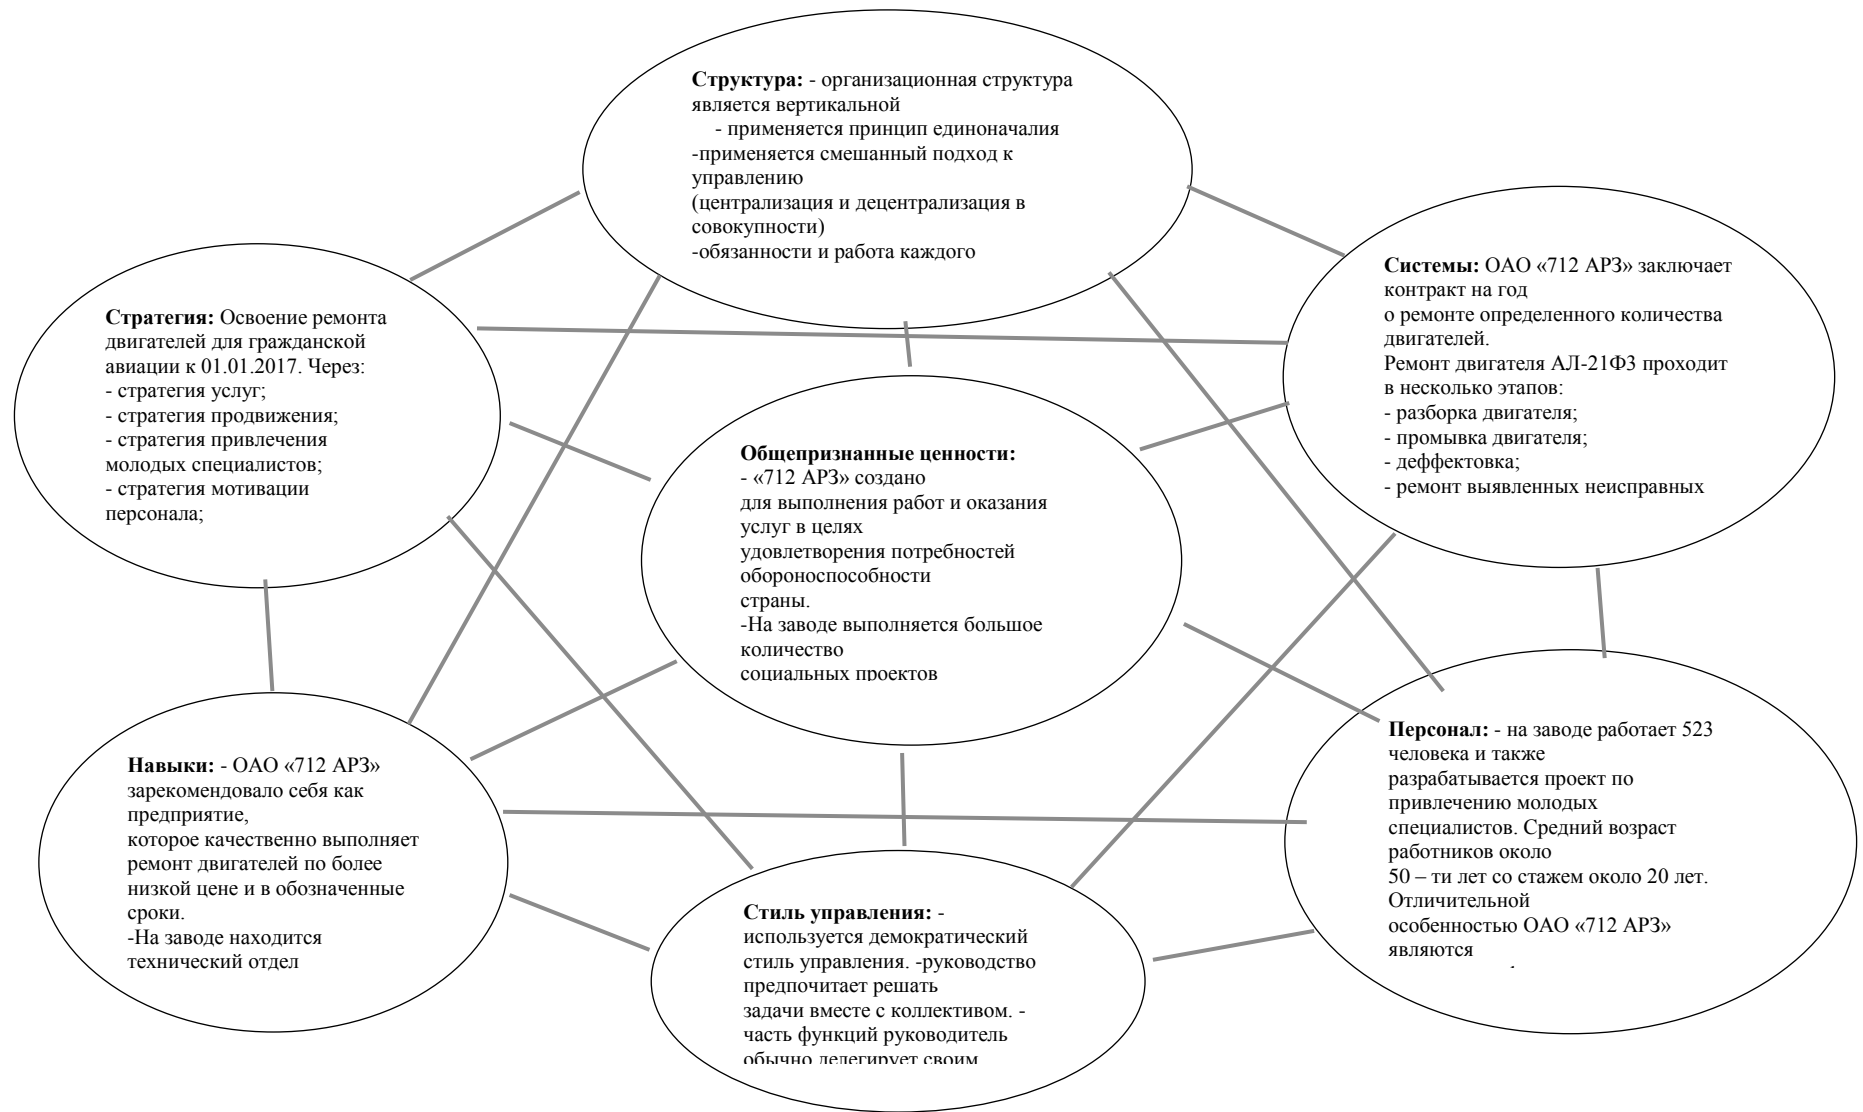 Структура: - организационная структура
является вертикальной
- применяется принцип единоначалия
-применяется смешанный подход к
управлению
(централизация и децентрализация в
совокупности)
-обязанности и работа каждого
Стратегия: Освоение ремонта
двигателей для гражданской
авиации к 01.01.2017. Через:
- стратегия услуг;
- стратегия продвижения;
- стратегия привлечения
молодых специалистов;
- стратегия мотивации
персонала;
Системы: ОАО «712 АРЗ» заключает
контракт на год
о ремонте определенного количества
двигателей.
Ремонт двигателя АЛ-21Ф3 проходит
в несколько этапов:
- разборка двигателя;
- промывка двигателя;
- деффектовка;
- ремонт выявленных неисправных
Общепризнанные ценности:
- «712 АРЗ» создано
для выполнения работ и оказания
услуг в целях
удовлетворения потребностей
обороноспособности
страны.
-На заводе выполняется большое
количество
социальных проектов
Навыки: - ОАО «712 АРЗ»
зарекомендовало себя как
предприятие,
которое качественно выполняет
ремонт двигателей по более
низкой цене и в обозначенные
сроки.
-На заводе находится
технический отдел
Стиль управления: -
используется демократический
стиль управления. -руководство
предпочитает решать
задачи вместе с коллективом. -
часть функций руководитель
обычно делегирует своим
Персонал: - на заводе работает 523
человека и также
разрабатывается проект по
привлечению молодых
специалистов. Средний возраст
работников около
50 – ти лет со стажем около 20 лет.
Отличительной
особенностью ОАО «712 АРЗ»
являются